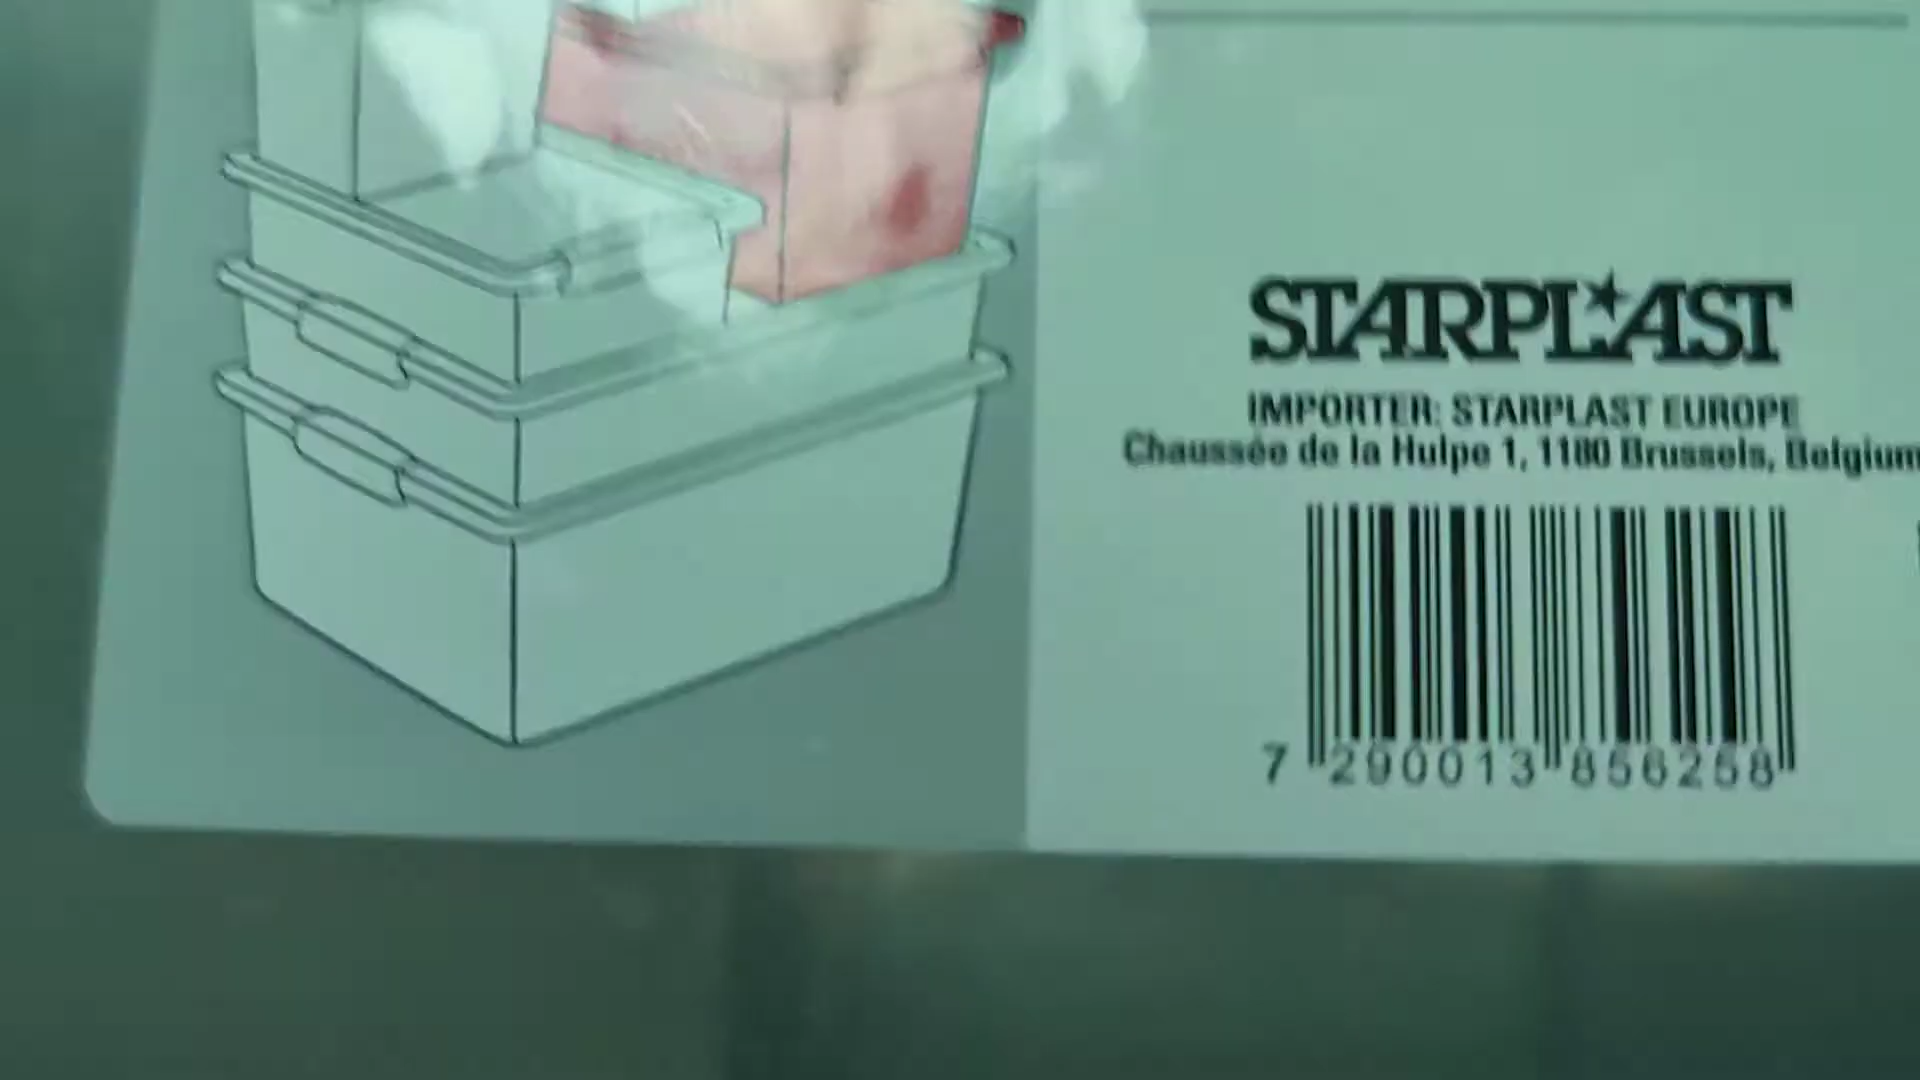 STARPLAST
IMPORTER: STARPLAST EUROPE
Chaussée de la Hulpe 1, 1180 Brussels, Belgium
7 290013 856258